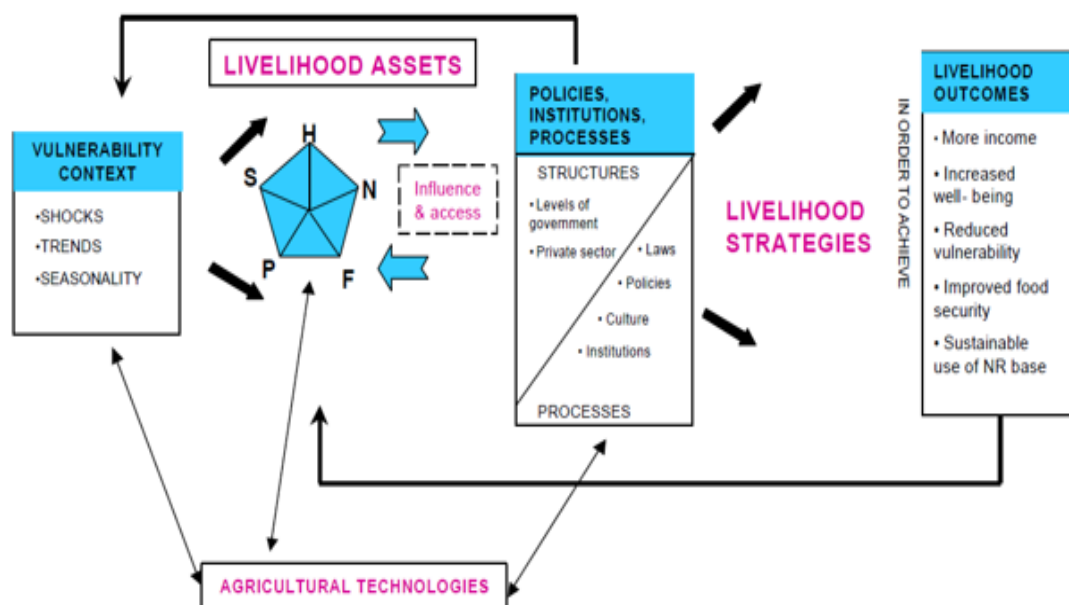 LIVELIHOOD ASSETS
VULNERABILITY
CONTEXT
•SHOCKS
•TRENDS
•SEASONALITY
H
S
N
P
F
Influence
& access
POLICIES,
INSTITUTIONS,
PROCESSES
STRUCTURES
• Levels of
government
• Private sector
• Laws
• Policies
• Culture
• Institutions
PROCESSES
LIVELIHOOD
STRATEGIES
IN ORDER TO ACHIEVE
LIVELIHOOD
OUTCOMES
• More income
• Increased
well- being
• Reduced
vulnerability
• Improved food
security
• Sustainable
use of NR base
AGRICULTURAL TECHNOLOGIES